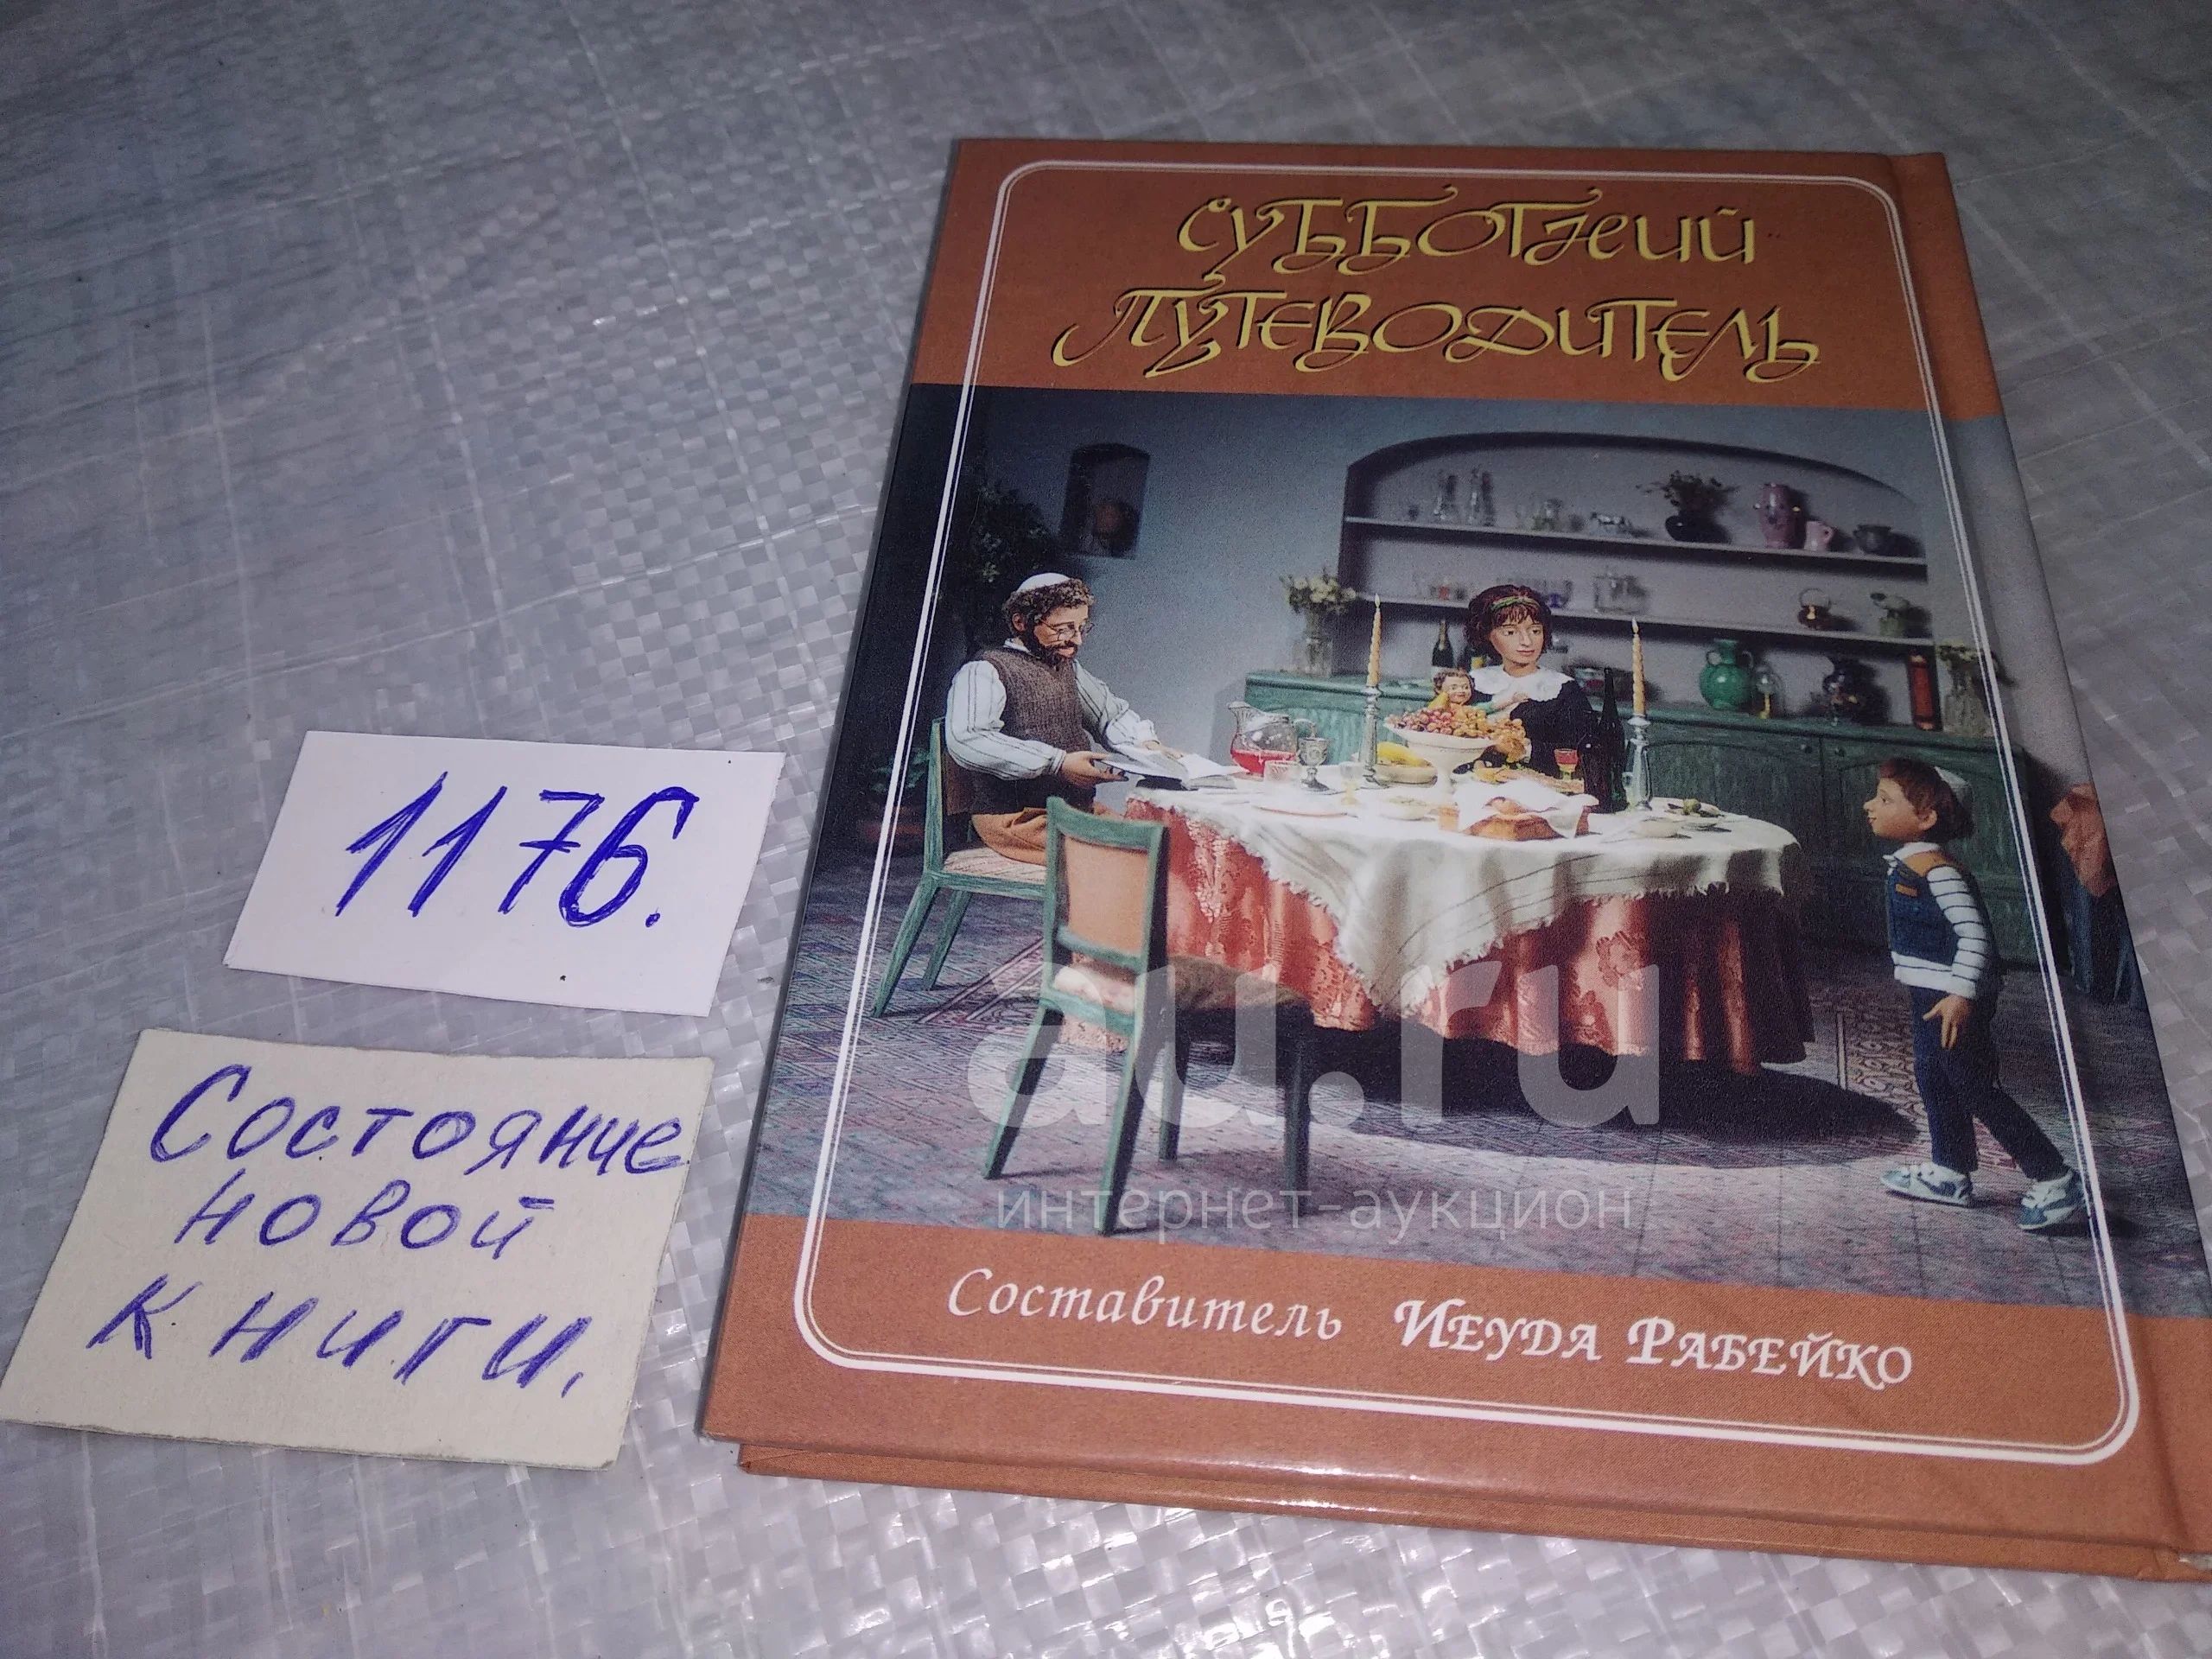 Субботний
путеводитель
1176.
Состояние
новой
книги.
au.ru
интернет-аукцион
Составитель Иеуда Рабейко